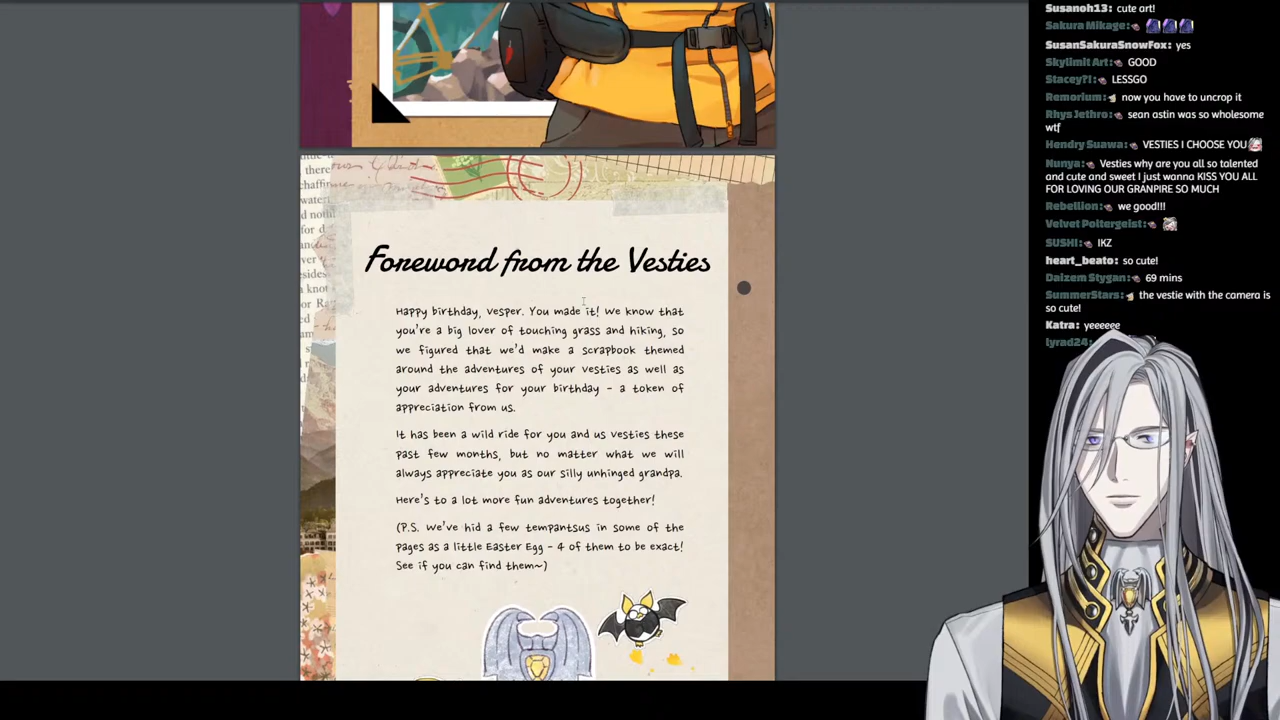 Foreword from the Vesties
Happy birthday, vesper. You made it! We know that
you're a big lover of touching grass and hiking, so
we figured that we'd make a scrapbook themed
around the adventures of your vesties as well as
your adventures for your birthday - a token of
appreciation from us.
It has been a wild ride for you and us vesties these
past few months, but no matter what we will
always appreciate you as our silly unhinged grandpa.
Here's to a lot more fun adventures together!
(P.S. We've hid a few tempantsus in some of the
pages as a little Easter Egg - 4 of them to be exact!
See if you can find them~)
Susanoh13: cute art!
Sakura Mikage:
SusanSakuraSnowFox: yes
Skylimit Art: GOOD
Stacey?!: LESSGO
Remorium: now you have to uncrop it
Rhys Jethro: sean astin was so wholesome
wtf
Hendry Suawa: VESTIES I CHOOSE YOU
Nunya: Vesties why are you all so talented
and cute and sweet I just wanna KISS YOU ALL
FOR LOVING OUR GRANPIRE SO MUCH
Rebellion: we good!!!
Velvet Poltergeist:
SUSHI: IKZ
heart_beato: so cute!
Daizem Stygan: 69 mins
SummerStars: the vestie with the camera is
so cute!
Katra: yeeeeee
lyrad24: